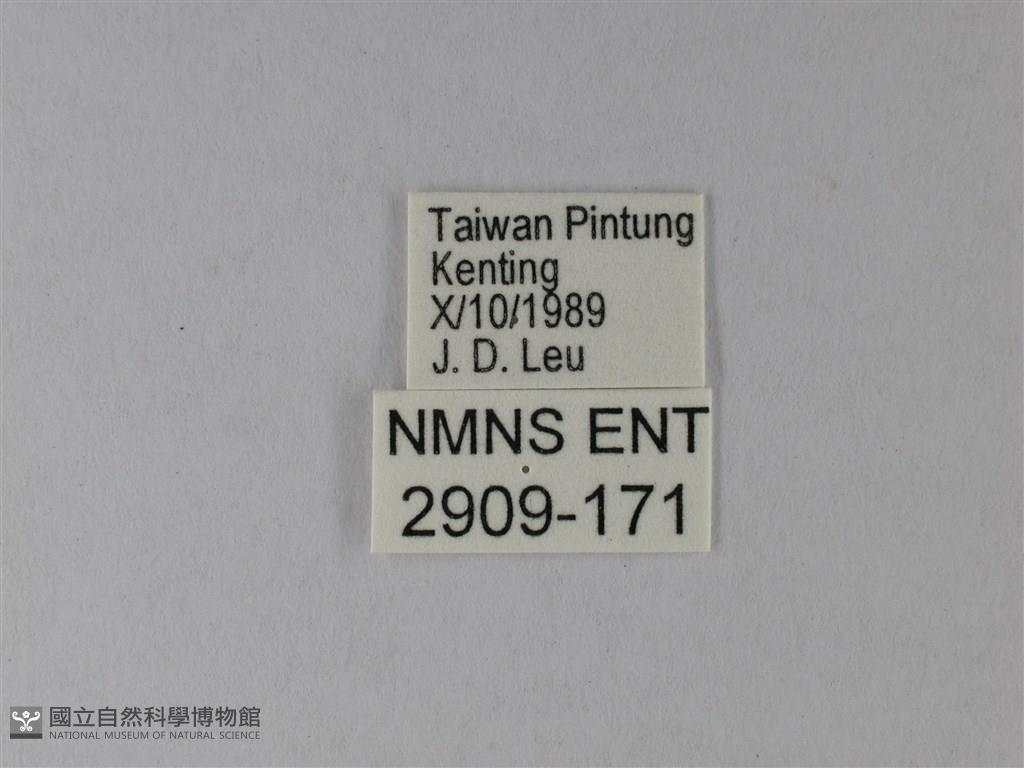 Taiwan Pintung
Kenting
X/10/1989
J. D. Leu
NMNS ENT
2909-171
國立自然科學博物館
NATIONAL MUSEUM OF NATURAL SCIENCE